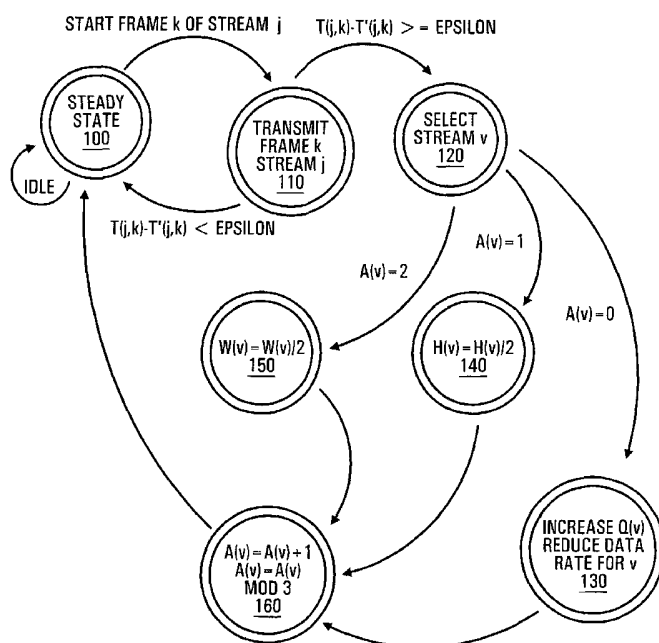 START FRAME k OF STREAM j
T(j,k)-T'(j,k) > = EPSILON
STEADY
STATE
100
TRANSMIT
FRAME k
STREAM j
110
SELECT
STREAM v
120
IDLE
T(j,k)-T'(j,k) < EPSILON
A(v)=2
A(v)=1
A(v)=0
W(v)=W(v)/2
150
H(v)=H(v)/2
140
A(v)=A(v)+1
A(v)=A(v)
MOD 3
160
INCREASE Q(v)
REDUCE DATA
RATE FOR v
130